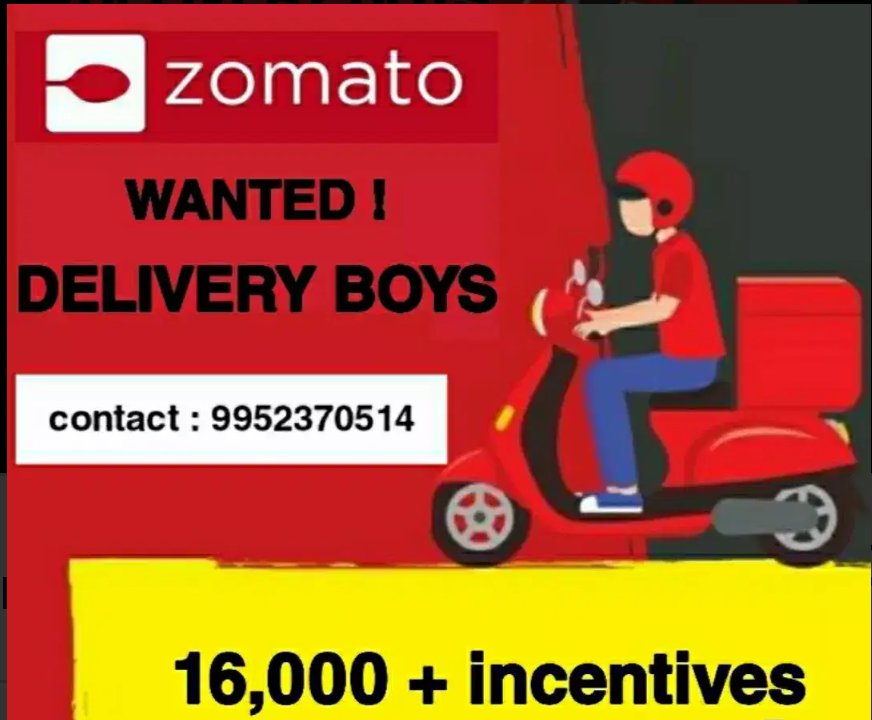 zomato
WANTED !
DELIVERY BOYS
contact : 9952370514
16,000 + incentives